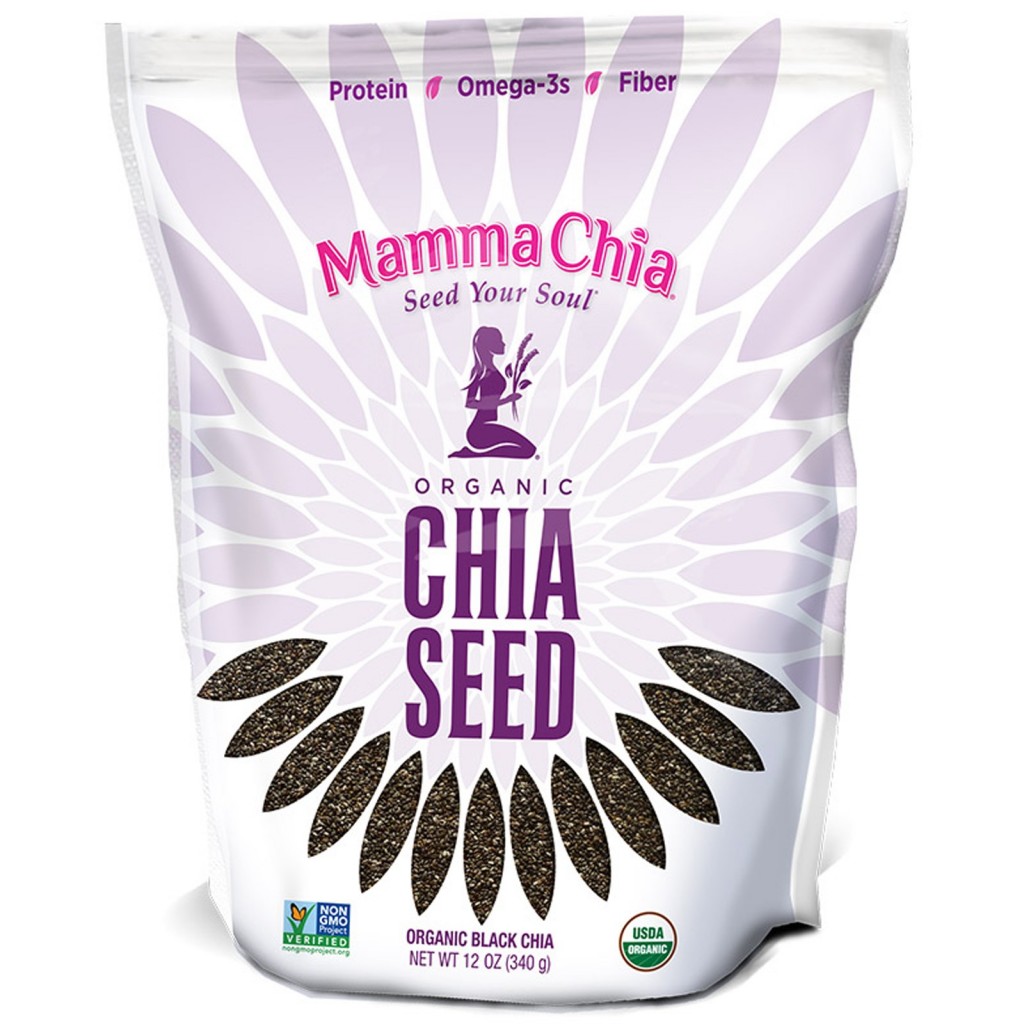 Protein Omega-3s Fiber
Mamma Chia®
Seed Your Soul®
ORGANIC
CHIA
SEED
NON
GMO
Project
VERIFIED
nongmoproject.org
ORGANIC BLACK CHIA
NET WT 12 OZ (340 g)
USDA
ORGANIC